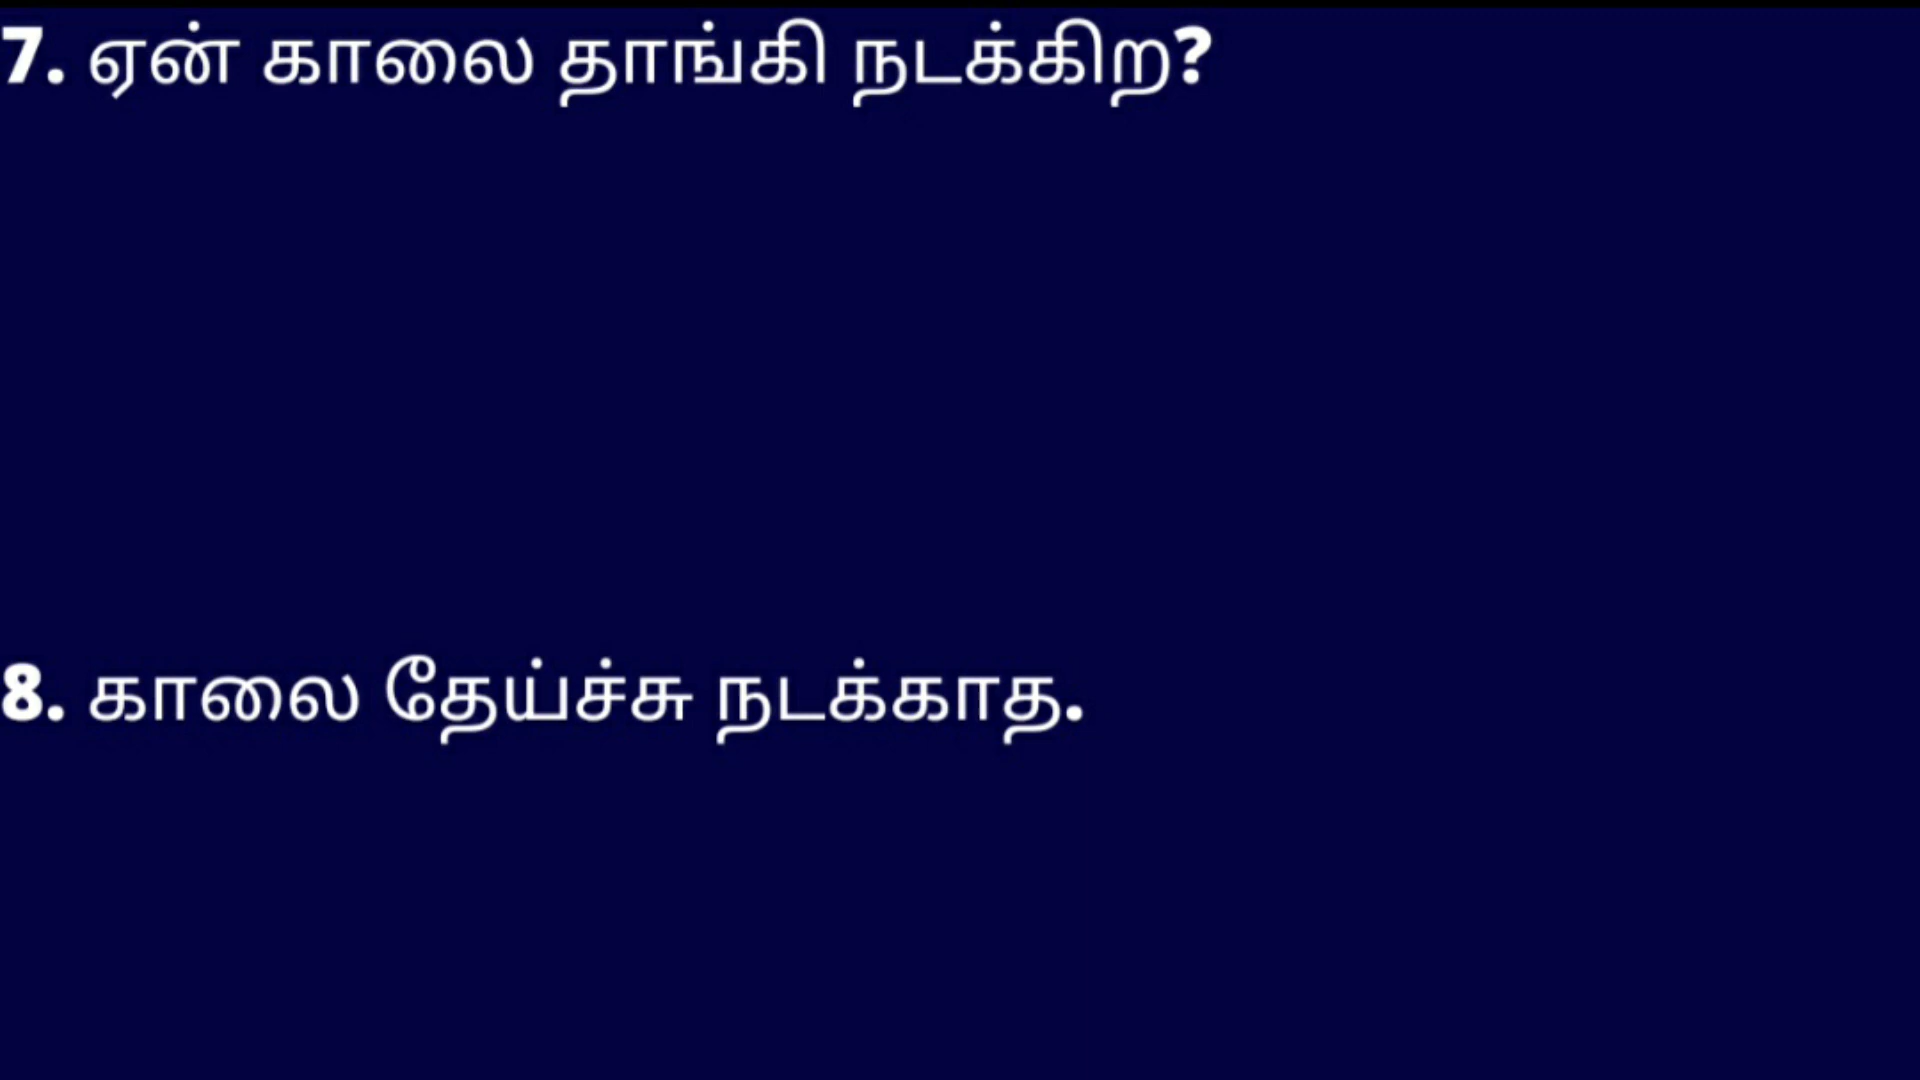 7. ஏன் காலை தாங்கி நடக்கிற?
8. காலை தேய்ச்சு நடக்காத.